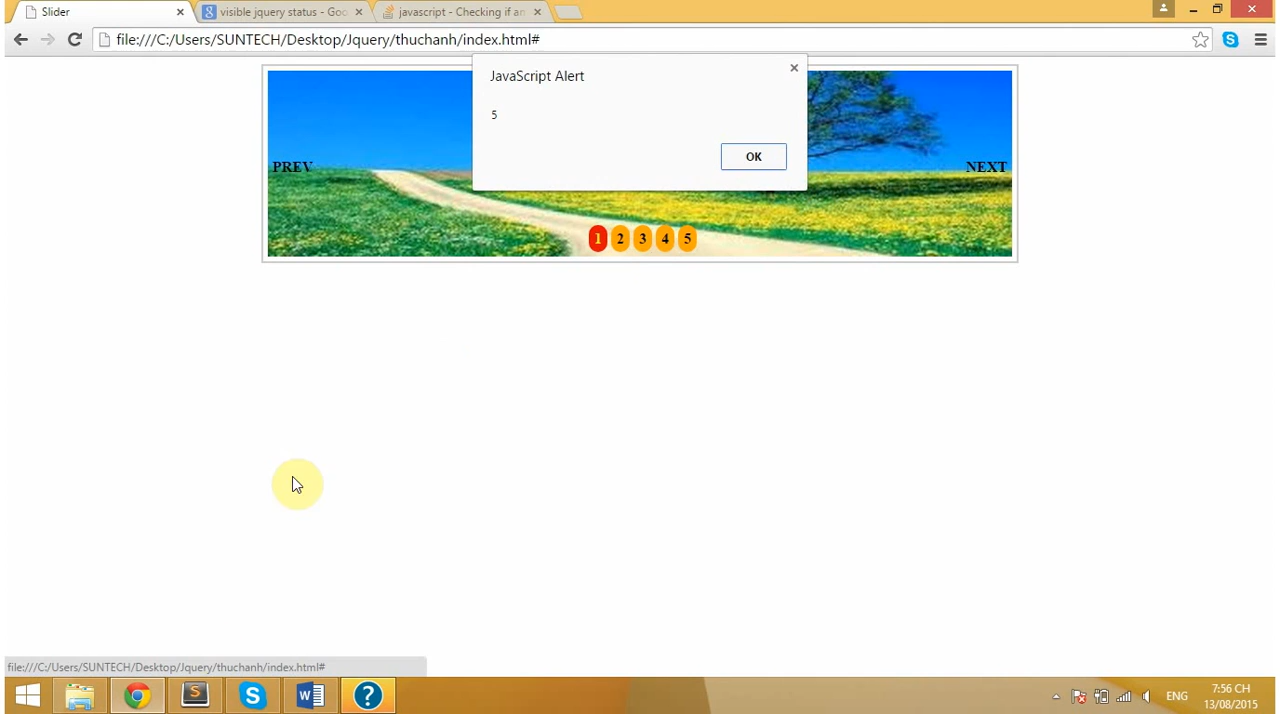 Slider
visible jquery status - Goo
javascript - Checking if an
file:///C:/Users/SUNTECH/Desktop/Jquery/thuchanh/index.html#
JavaScript Alert
5
OK
PREV
NEXT
1 2 3 4 5
file:///C:/Users/SUNTECH/Desktop/Jquery/thuchanh/index.html#
ENG
7:56 CH
13/08/2015